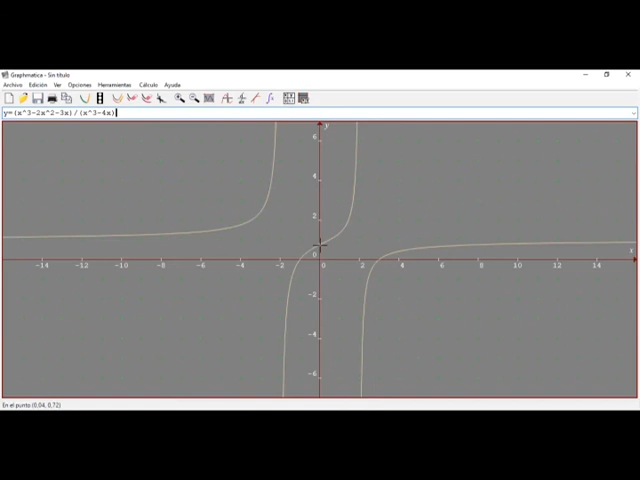 Graphmatica - Sin título
Archivo Edición Ver Opciones Herramientas Cálculo Ayuda
y=(x^3-2x^2-3x)/(x^3-4x)
y
6
4
2
0
x
-14 -12 -10 -8 -6 -4 -2 0 2 4 6 8 10 12 14
-2
-4
-6
En el punto:(0,04, 0,72)